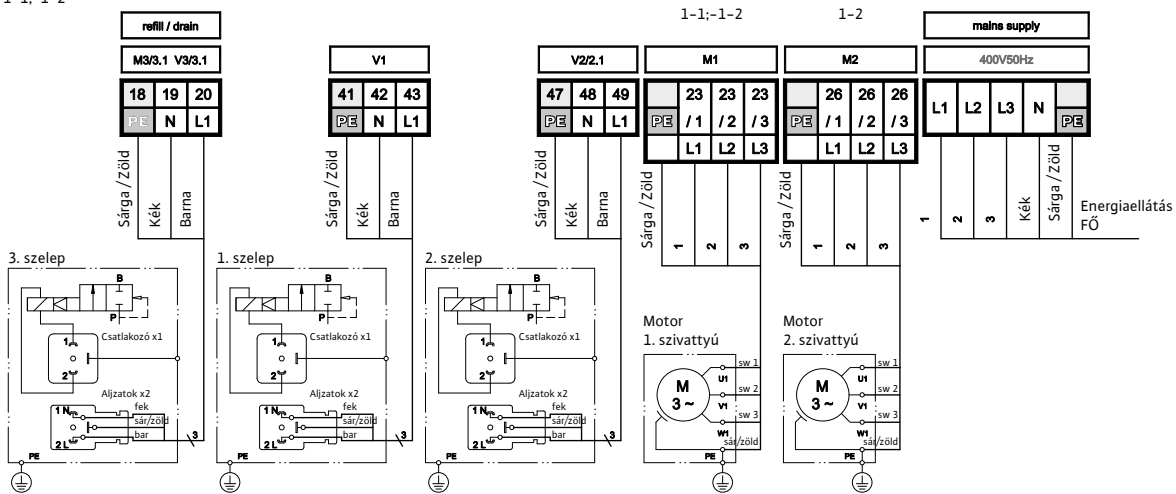 1-1; 1-2
1-1;-1-2
1-2
refill / drain
mains supply
M3/3.1 V3/3.1
V1
V2/2.1
M1
M2
400V50Hz
18 19 20
PE N L1
41 42 43
PE N L1
47 48 49
PE N L1
23 23 23
PE / 1 / 2 / 3
L1 L2 L3
26 26 26
PE / 1 / 2 / 3
L1 L2 L3
L1 L2 L3 N
PE
Sárga / Zöld
Kék
Barna
Sárga / Zöld
Kék
Barna
Sárga / Zöld
Kék
Barna
Sárga / Zöld
1
2
3
Sárga / Zöld
1
2
3
1
2
3
Kék
Sárga / Zöld
Energiaellátás
FŐ
3. szelep
B
P
Csatlakozó x1
1
2
Aljzatok x2
1 N
fek
sár/zöld
2 L
bar
3
PE
1. szelep
B
P
Csatlakozó x1
1
2
Aljzatok x2
1 N
fek
sár/zöld
2 L
bar
3
PE
2. szelep
B
P
Csatlakozó x1
1
2
Aljzatok x2
1 N
fek
sár/zöld
2 L
bar
3
PE
Motor
1. szivattyú
M
3 ~
sw 1
U1
sw 2
V1
sw 3
W1
sár/zöld
PE
Motor
2. szivattyú
M
3 ~
sw 1
U1
sw 2
V1
sw 3
W1
sár/zöld
PE